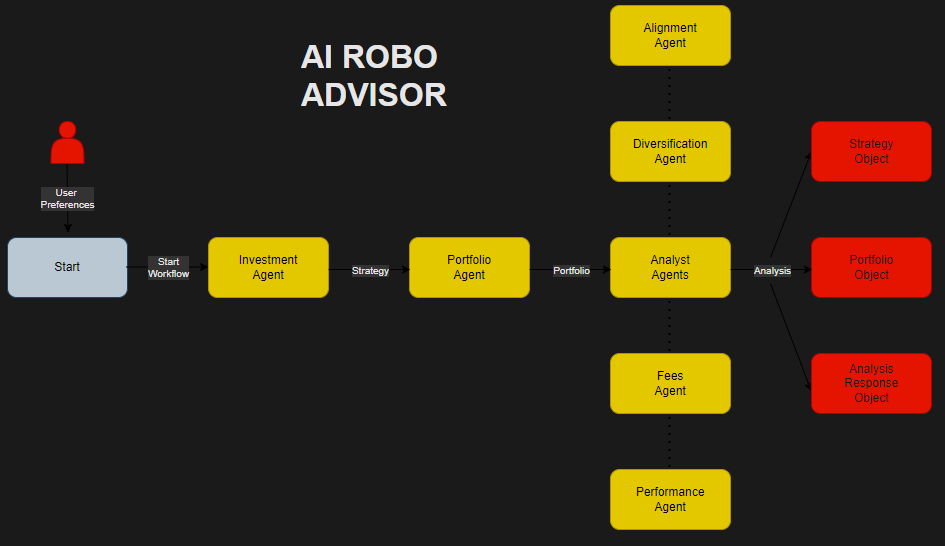 AI ROBO
ADVISOR
Alignment
Agent
Diversification
Agent
Strategy
Object
User
Preferences
Start
Start
Workflow
Investment
Agent
Strategy
Portfolio
Agent
Portfolio
Analyst
Agents
Analysis
Portfolio
Object
Fees
Agent
Analysis
Response
Object
Performance
Agent